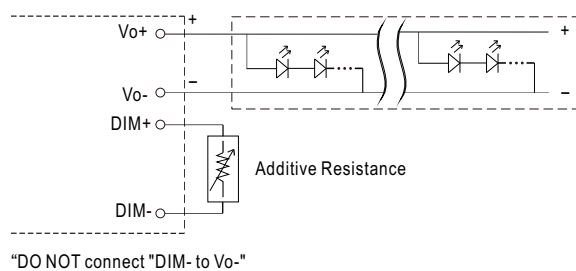 +
Vo+
+
−
−
Vo-
DIM+
Additive Resistance
DIM-
“DO NOT connect "DIM- to Vo-"